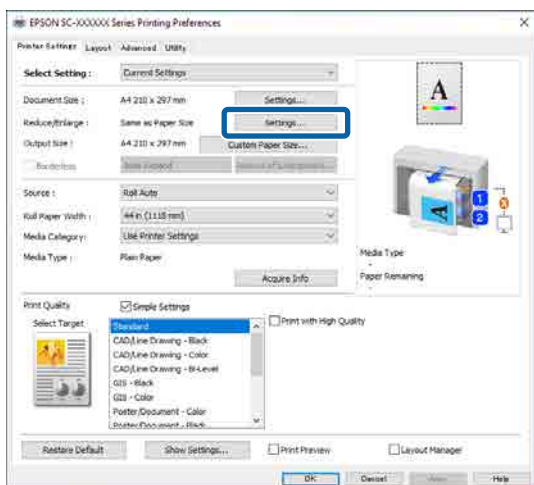 EPSON SC-XXXXXX Series Printing Preferences
Printer Settings Layout Advanced Utility
Select Setting : Current Settings
Document Size : A4 210 x 297 mm Settings...
Reduce/Enlarge : Same as Paper Size Settings...
Output Size : A4 210 x 297 mm Custom Paper Size...
Borderless
Source : Roll Auto
Roll Paper Width : 44 in (1118 mm)
Media Category: Use Printer Settings
Media Type : Plain Paper
Acquire Info
A
A
1
2
Media Type
-
Paper Remaining
-
Print Quality Simple Settings
Select Target Standard
Print with High Quality
CAD/Line Drawing - Black
CAD/Line Drawing - Color
CAD/Line Drawing - Bi-Level
GIS - Black
GIS - Color
Poster/Document - Color
Poster/Document - Black
Restore Default Show Settings... Print Preview Layout Manager
OK Cancel Help